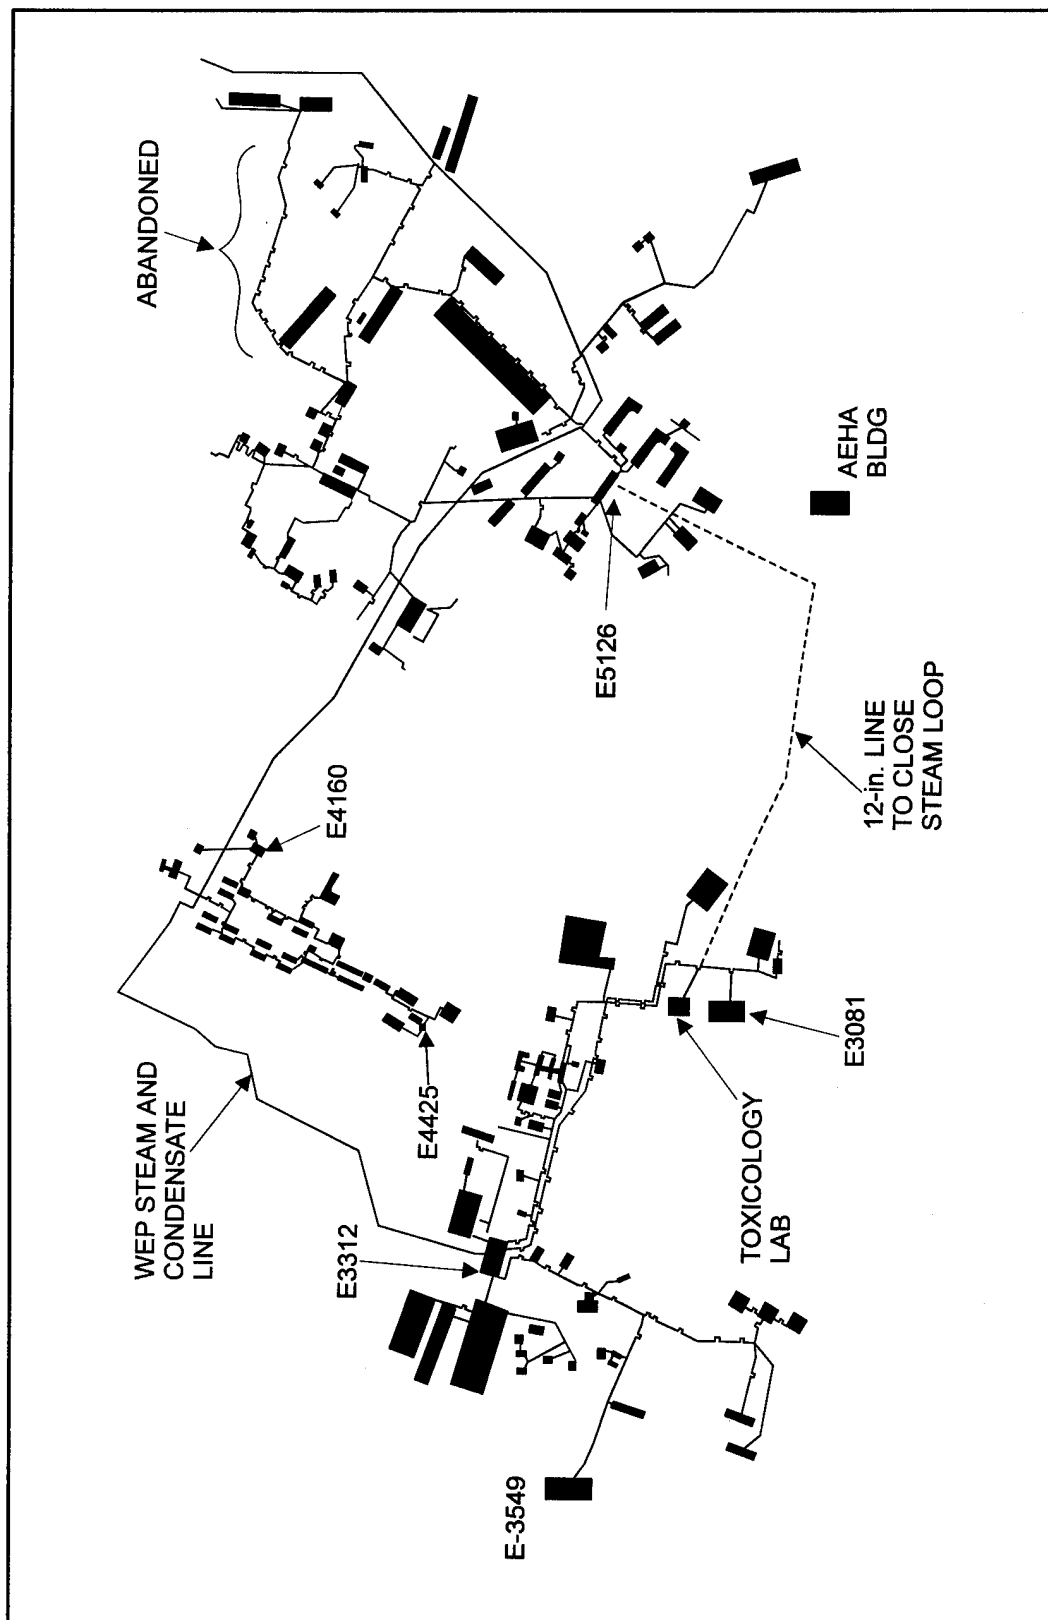 WEP STEAM AND
CONDENSATE
LINE
E3312
E-3549
E4425
E4160
ABANDONED
E5126
TOXICOLOGY
LAB
E3081
12-in. LINE
TO CLOSE
STEAM LOOP
AEHA
BLDG